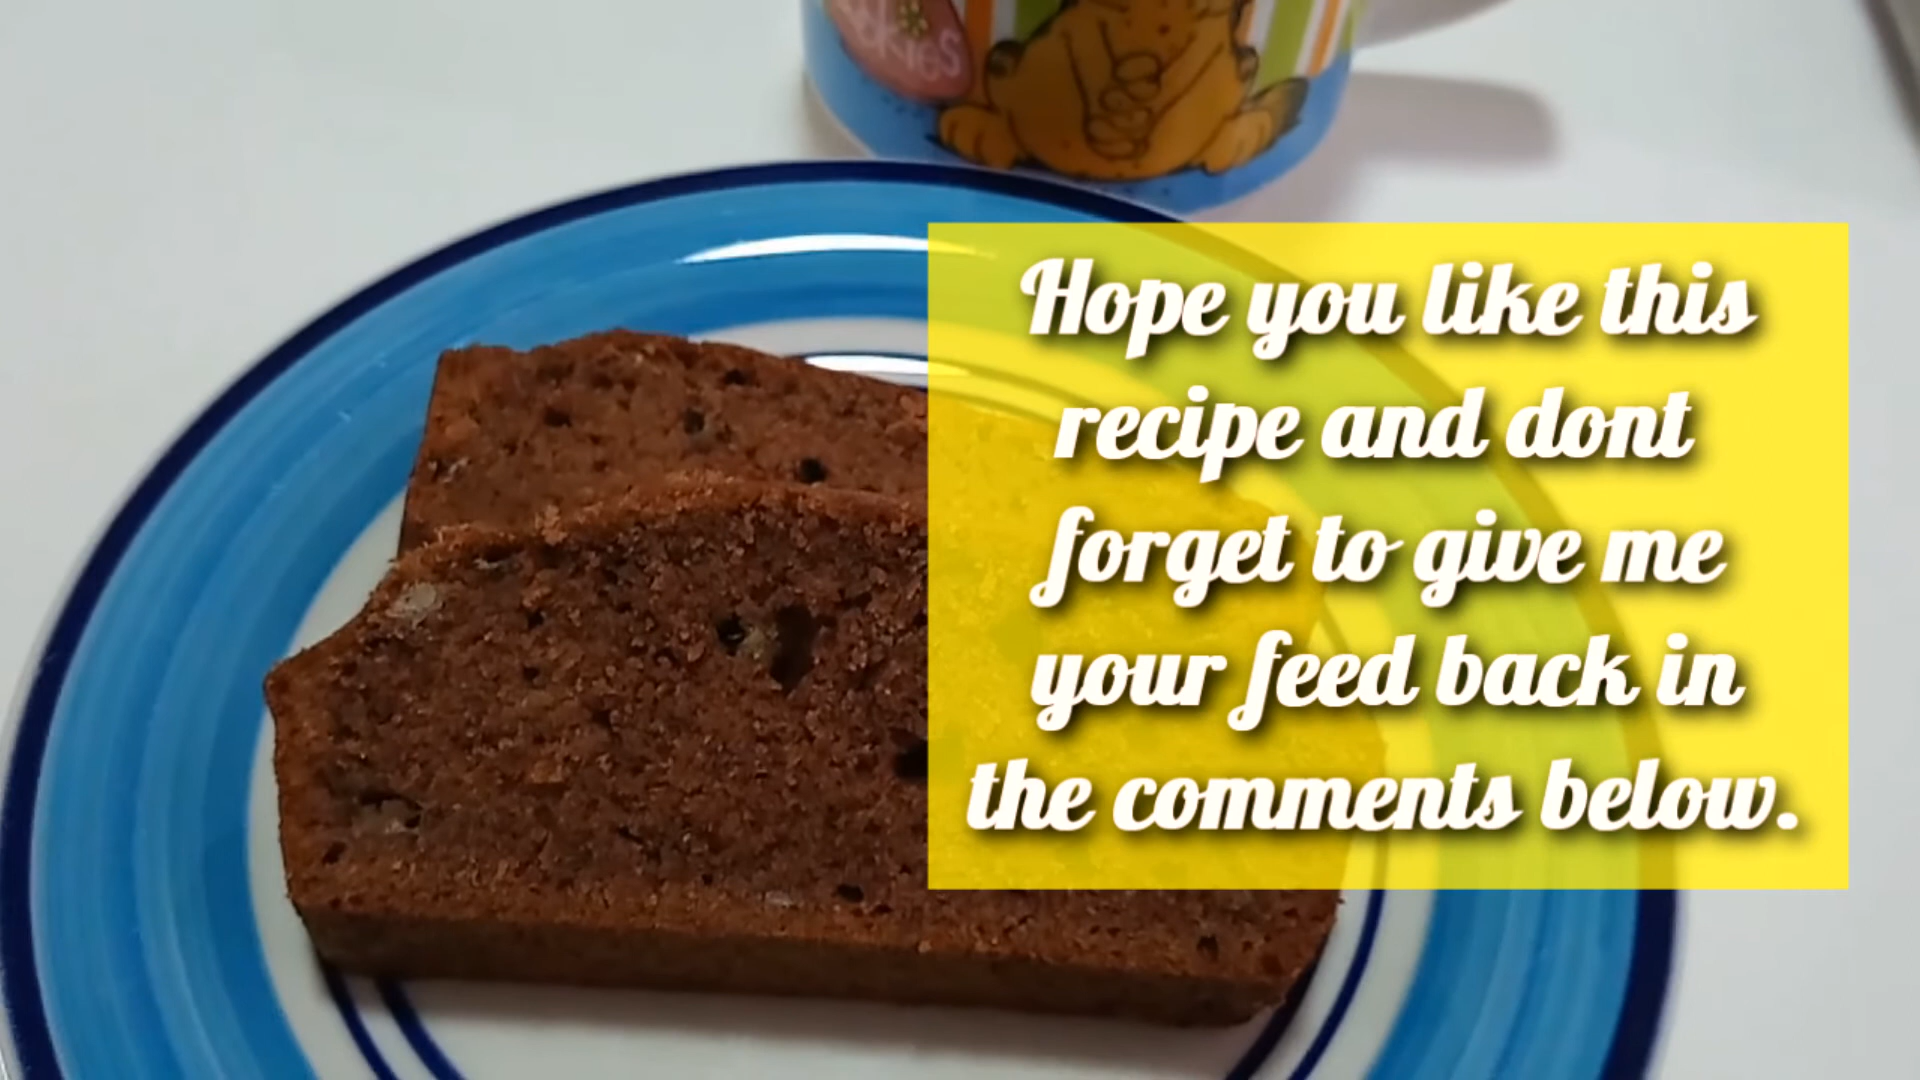 Hope you like this
recipe and dont
forget to give me
your feed back in
the comments below.